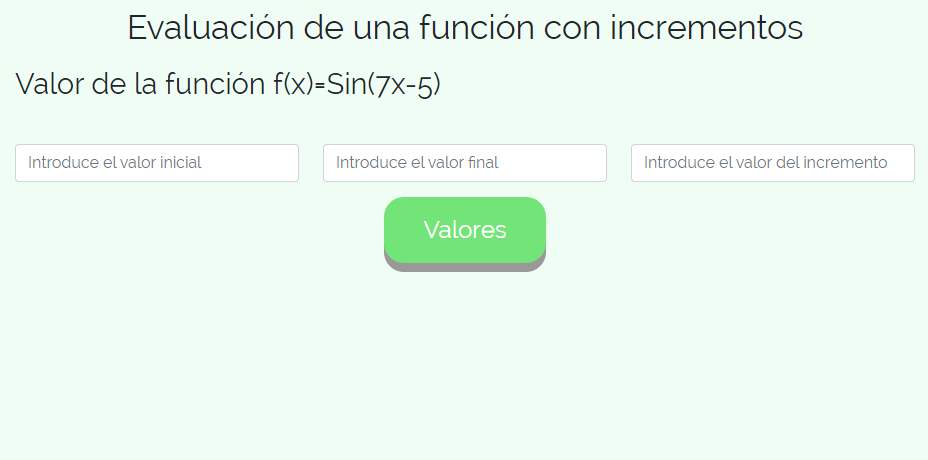 Evaluación de una función con incrementos
Valor de la función f(x)=Sin(7x-5)
Introduce el valor inicial
Introduce el valor final
Introduce el valor del incremento
Valores